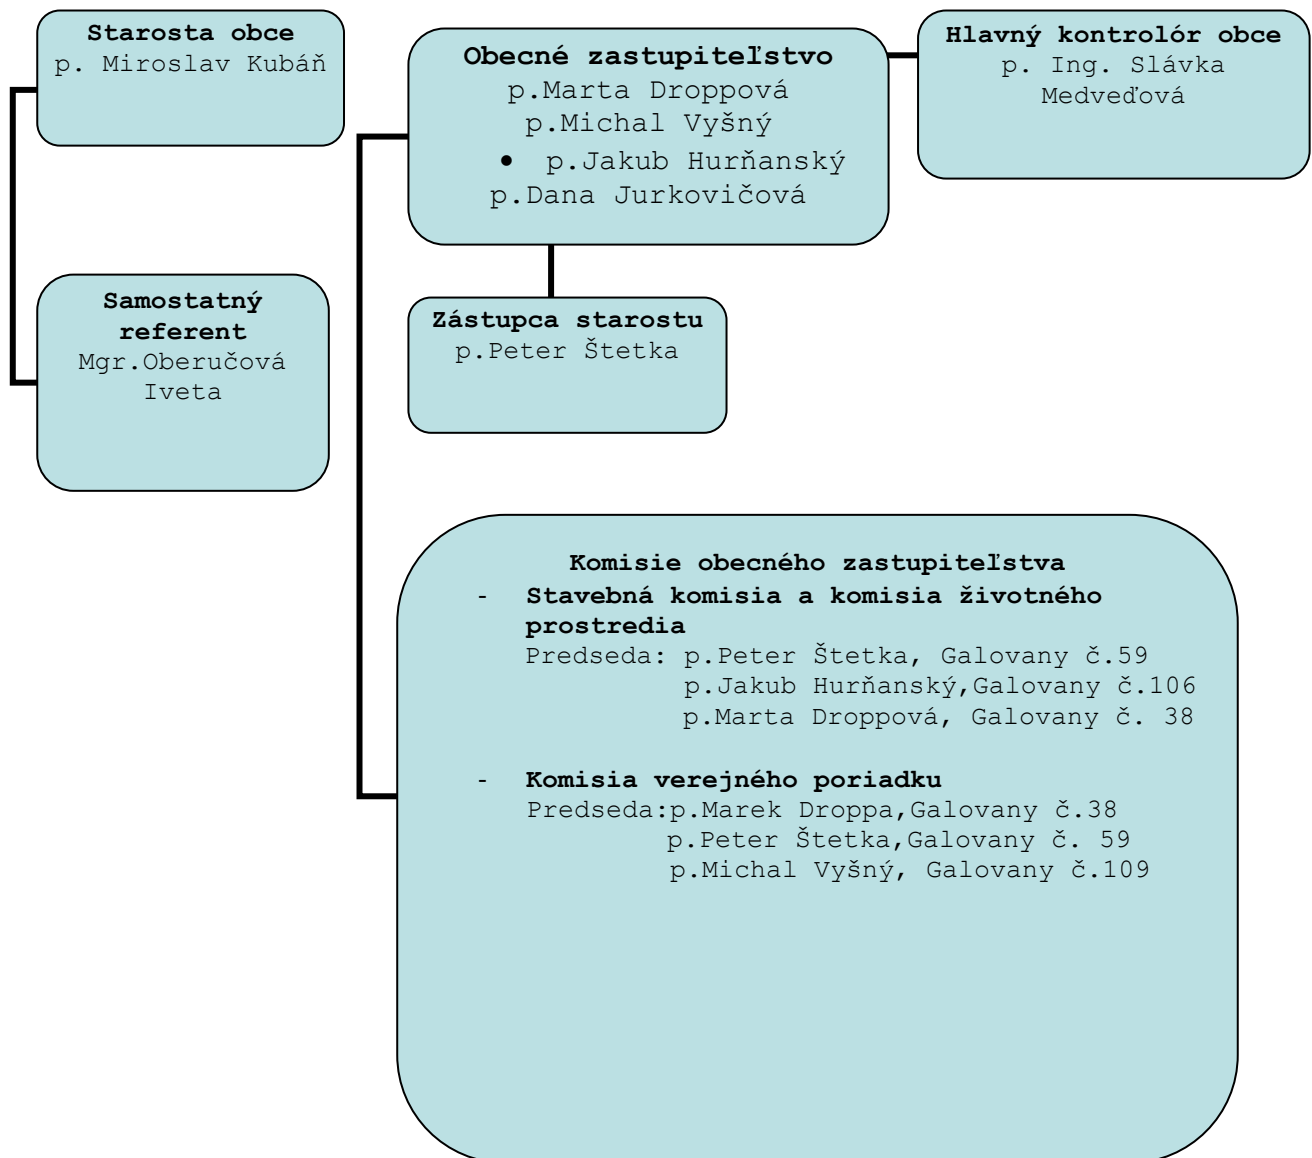 Starosta obce
p. Miroslav Kubáň
Obecné zastupiteľstvo
p.Marta Droppová
p.Michal Vyšný
• p.Jakub Hurňanský
p.Dana Jurkovičová
Hlavný kontrolór obce
p. Ing. Slávka
Medveďová
Samostatný
referent
Mgr.Oberučová
Iveta
Zástupca starostu
p.Peter Štetka
Komisie obecného zastupiteľstva
- Stavebná komisia a komisia životného
prostredia
Predseda: p.Peter Štetka, Galovany č.59
p.Jakub Hurňanský,Galovany č.106
p.Marta Droppová, Galovany č. 38
- Komisia verejného poriadku
Predseda:p.Marek Droppa,Galovany č.38
p.Peter Štetka,Galovany č. 59
p.Michal Vyšný, Galovany č.109